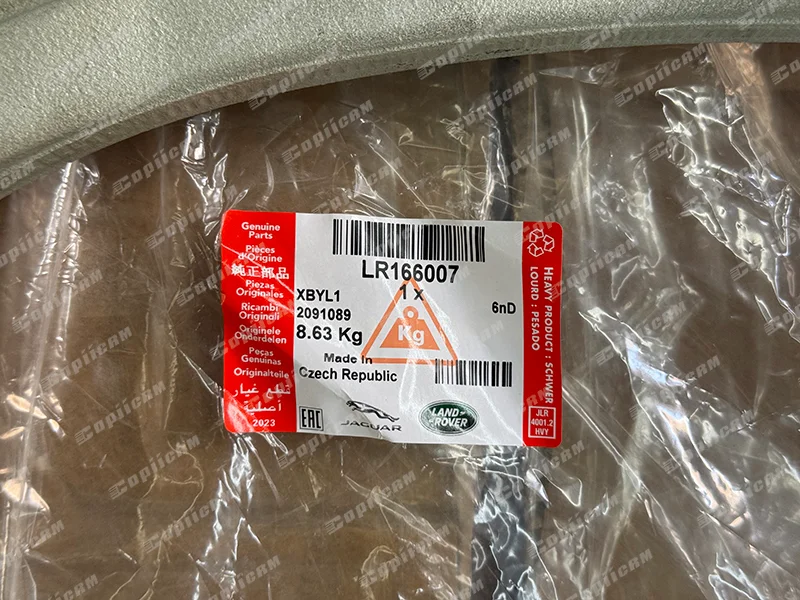 Genuine
Parts
Pièces
d'Origine
純正部品
Piezas
Originales
Ricambi
Originali
Originele
Onderdelen
Peças
Genuinas
Originalteile
قطع غيار
أصلية
2023
LR166007
1 x
XBYL1
6nD
2091089
8.63 Kg
Kg
Made In
Czech Republic
EAC
JAGUAR
LAND
ROVER
HEAVY PRODUCT : SCHWER
LOURD : PESADO
JLR
4001.2
HVY
COPIICAM